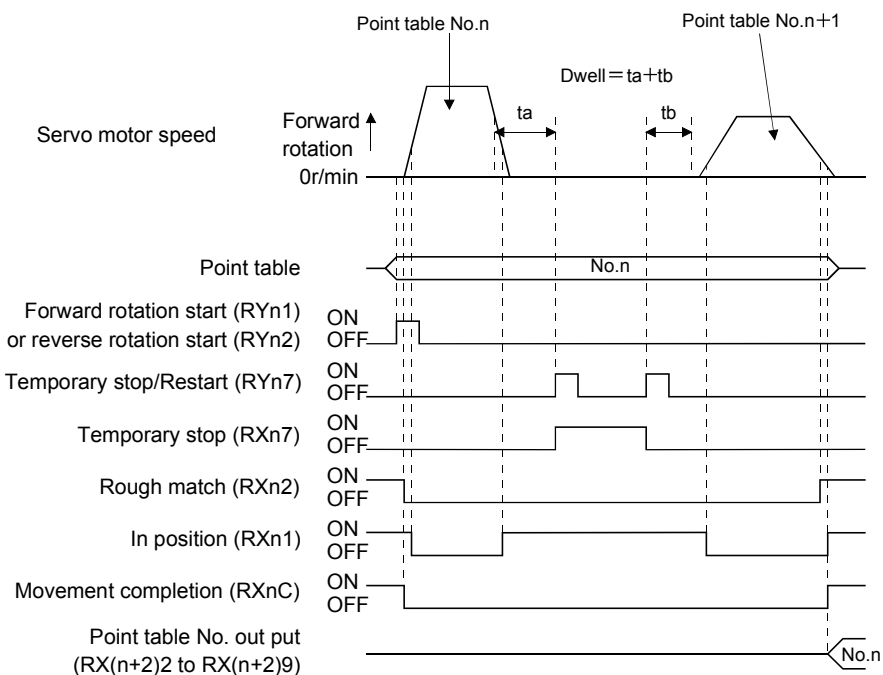 Point table No.n
Point table No.n+1
Dwell=ta+tb
ta
tb
Servo motor speed
Forward
rotation
0r/min
Point table
No.n
Forward rotation start (RYn1)
or reverse rotation start (RYn2)
ON
OFF
Temporary stop/Restart (RYn7)
ON
OFF
Temporary stop (RXn7)
ON
OFF
Rough match (RXn2)
ON
OFF
In position (RXn1)
ON
OFF
Movement completion (RXnC)
ON
OFF
Point table No. out put
(RX(n+2)2 to RX(n+2)9)
No.n